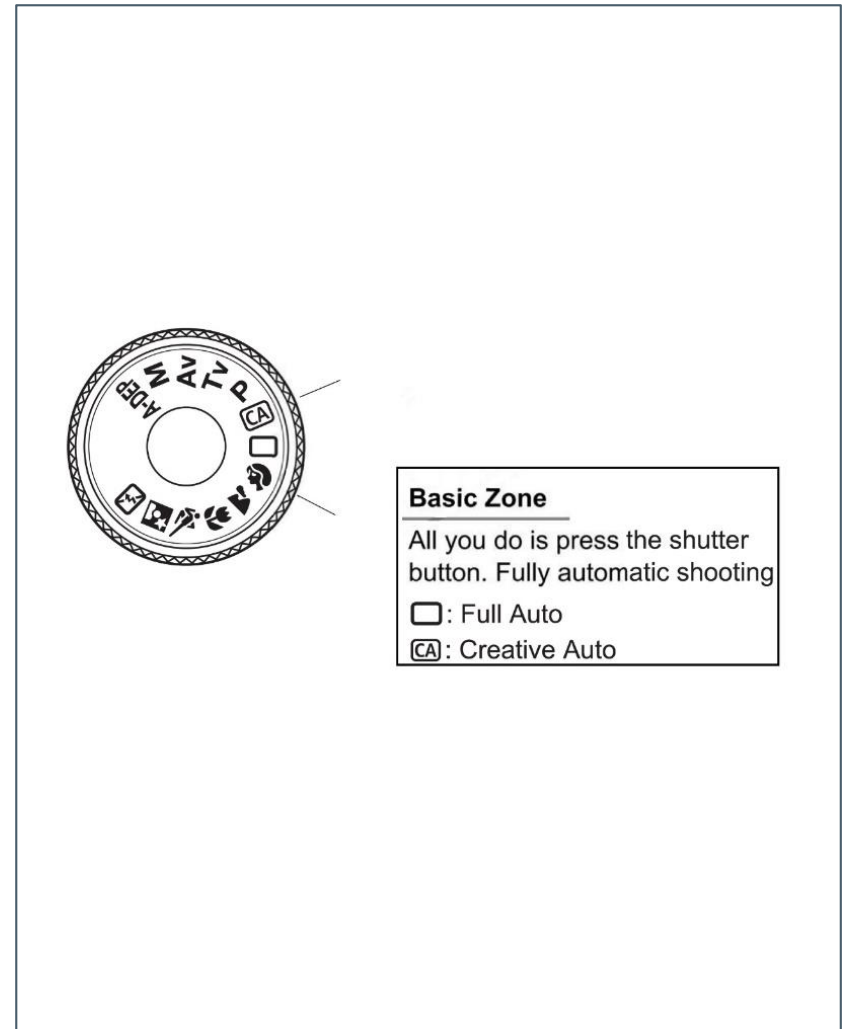 A-DEP
M
Av
Tv
P
CA
Basic Zone
All you do is press the shutter
button. Fully automatic shooting
: Full Auto
CA: Creative Auto